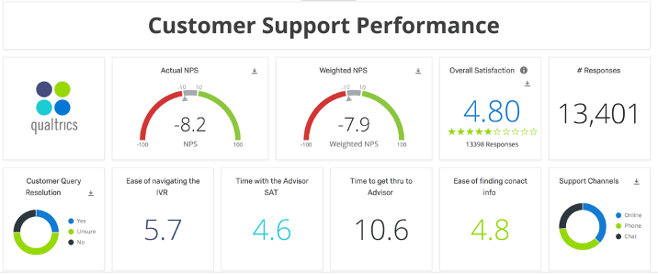 Customer Support Performance
qualtrics
Actual NPS
-10
10
-8.2
-100
100
NPS
Weighted NPS
-10
10
-7.9
-100
100
Weighted NPS
Overall Satisfaction
4.80
13398 Responses
# Responses
13,401
Customer Query
Resolution
Yes
Unsure
No
Ease of navigating the
IVR
5.7
Time with the Advisor
SAT
4.6
Time to get thru to
Advisor
10.6
Ease of finding conact
info
4.8
Support Channels
Online
Phone
Chat